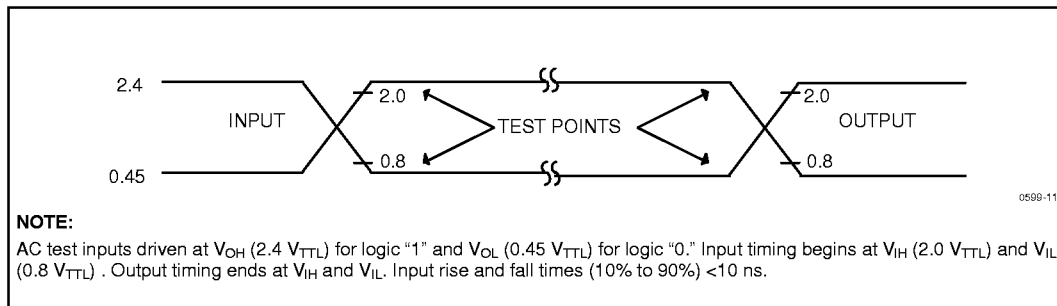 2.4
2.0
2.0
INPUT
TEST POINTS
OUTPUT
0.8
0.8
0.45
0599-11
NOTE:
AC test inputs driven at VOH (2.4 VTTL) for logic “1” and VOL (0.45 VTTL) for logic “0.” Input timing begins at VIH (2.0 VTTL) and VIL
(0.8 VTTL) . Output timing ends at VIH and VIL. Input rise and fall times (10% to 90%) <10 ns.